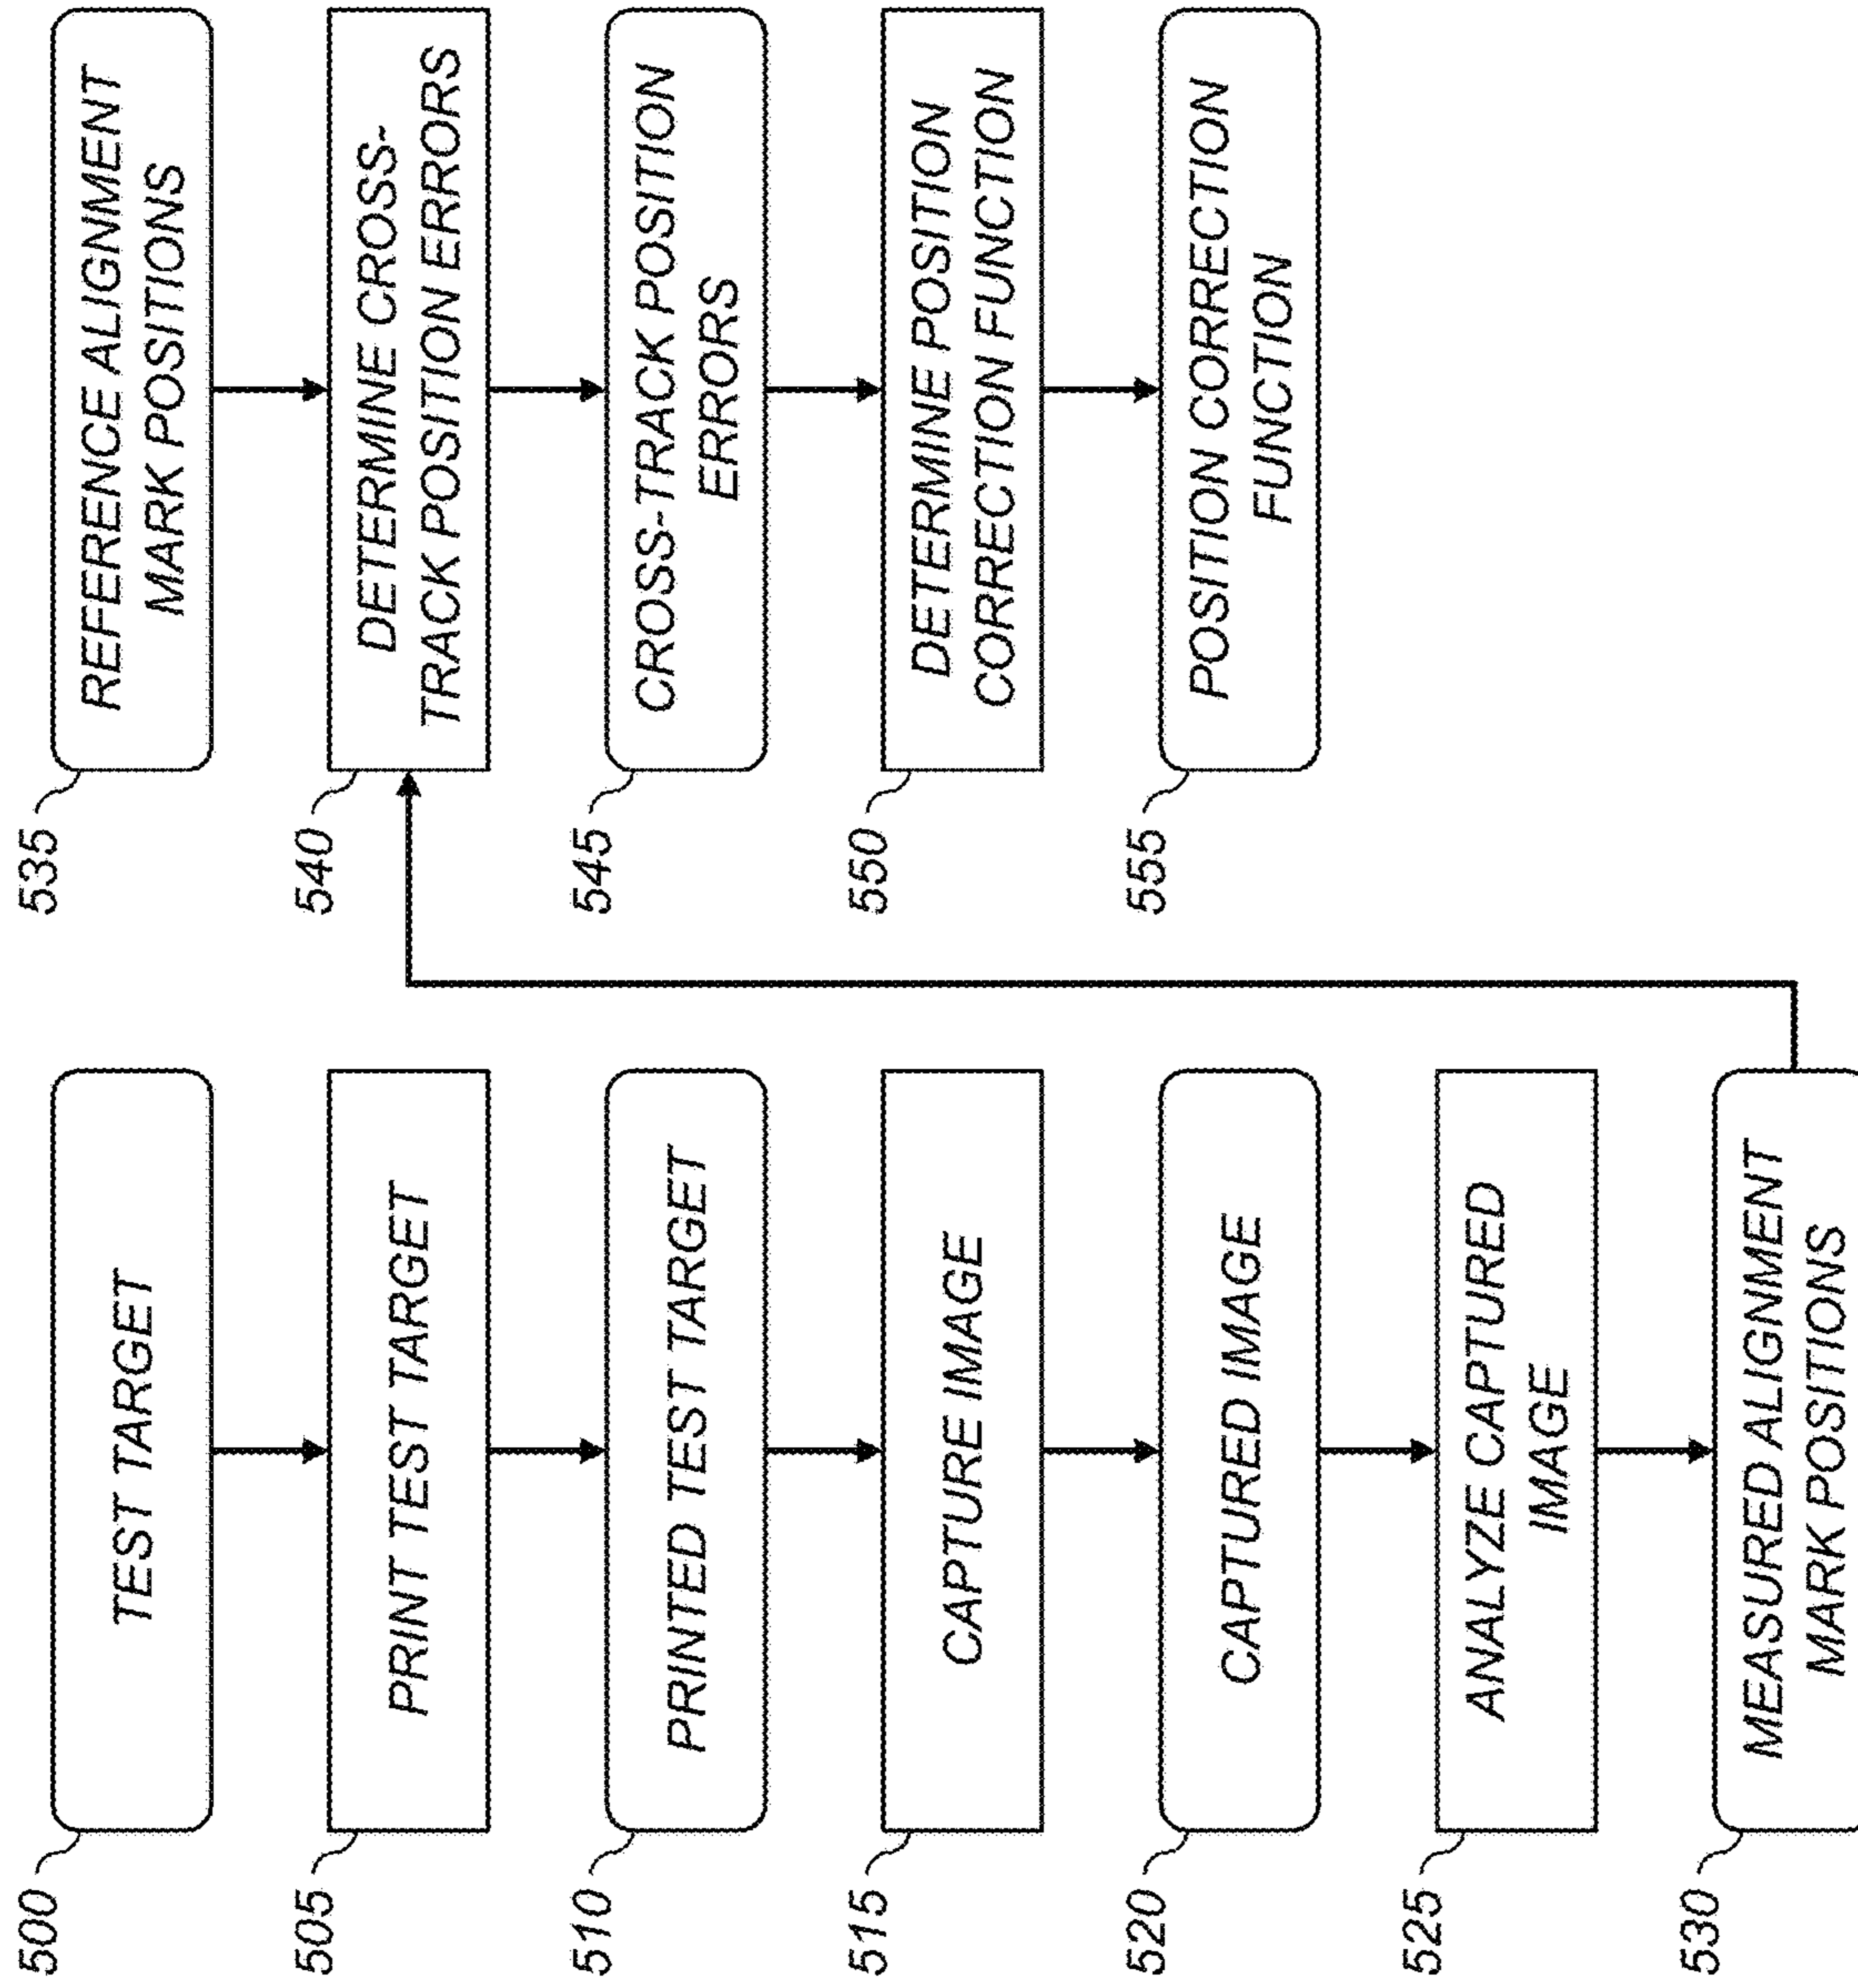 500
TEST TARGET
505
PRINT TEST TARGET
510
PRINTED TEST TARGET
515
CAPTURE IMAGE
520
CAPTURED IMAGE
525
ANALYZE CAPTURED
IMAGE
530
MEASURED ALIGNMENT
MARK POSITIONS
535
REFERENCE ALIGNMENT
MARK POSITIONS
540
DETERMINE CROSS-
TRACK POSITION ERRORS
545
CROSS-TRACK POSITION
ERRORS
550
DETERMINE POSITION
CORRECTION FUNCTION
555
POSITION CORRECTION
FUNCTION